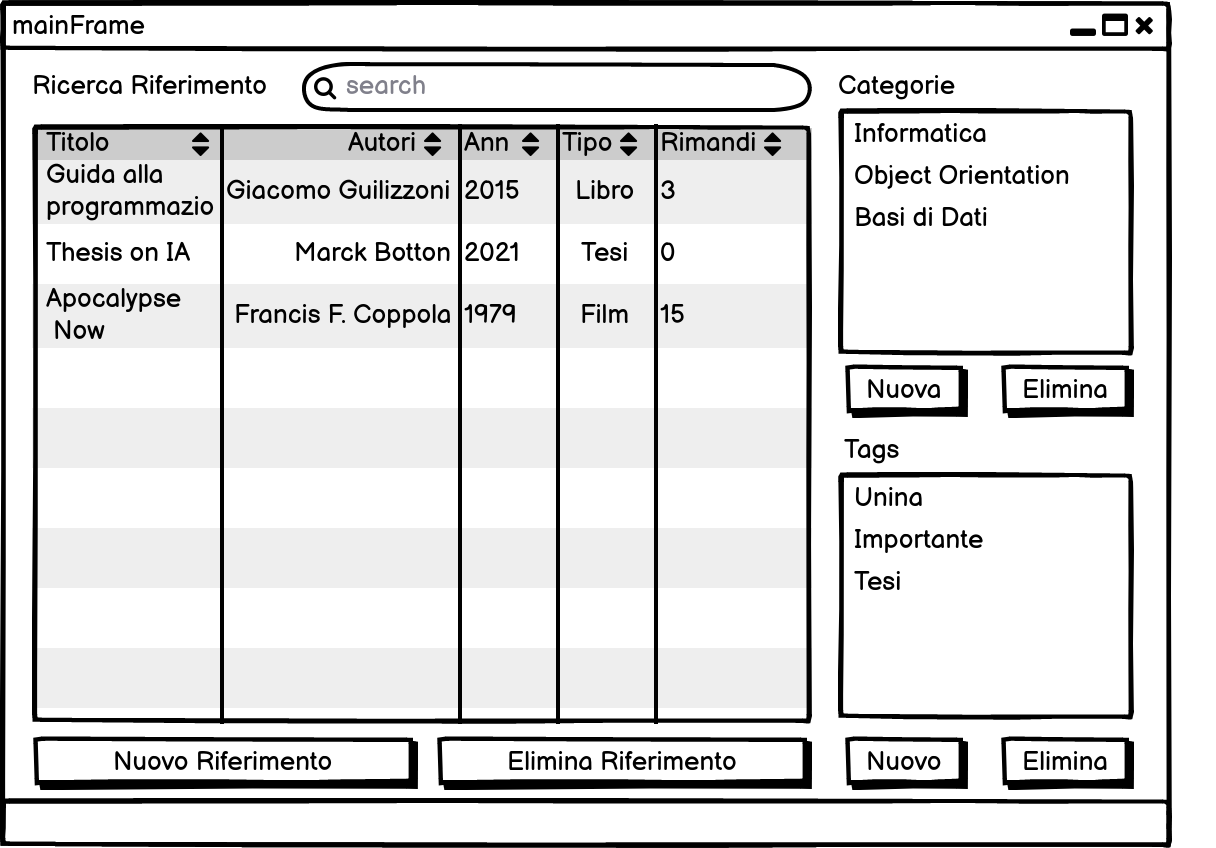 mainFrame
Ricerca Riferimento
search
Categorie
Titolo Autori Ann Tipo Rimandi
Guida alla
programmazio Giacomo Guilizzoni 2015 Libro 3
Thesis on IA Marck Botton 2021 Tesi 0
Apocalypse
Now Francis F. Coppola 1979 Film 15
Informatica
Object Orientation
Basi di Dati
Nuova Elimina
Tags
Unina
Importante
Tesi
Nuovo Riferimento Elimina Riferimento Nuovo Elimina